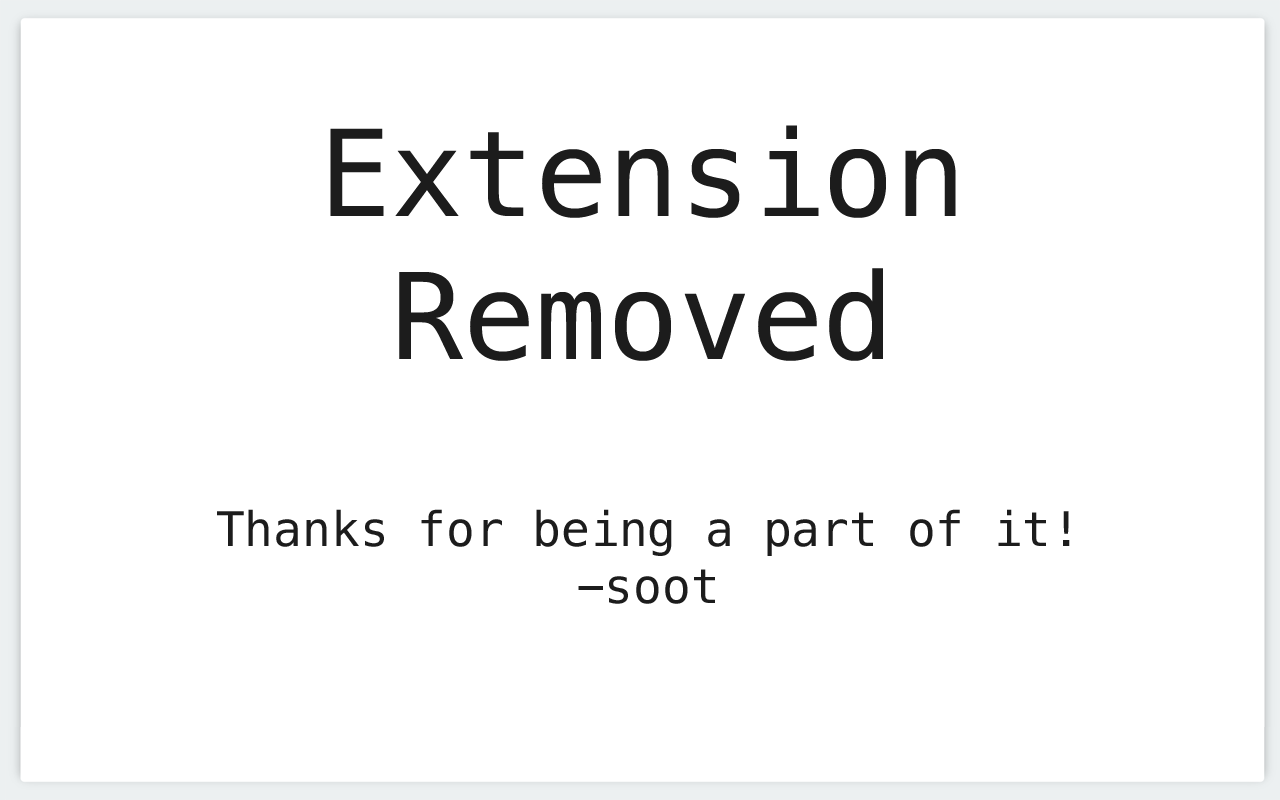 Extension
Removed
Thanks for being a part of it!
—soot